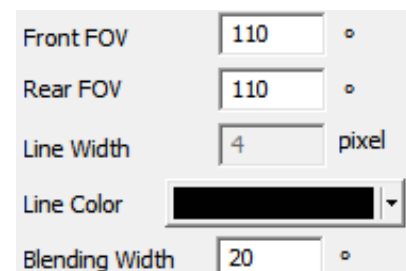 Front FOV 110 °
Rear FOV 110 °
Line Width 4 pixel
Line Color
Blending Width 20 °